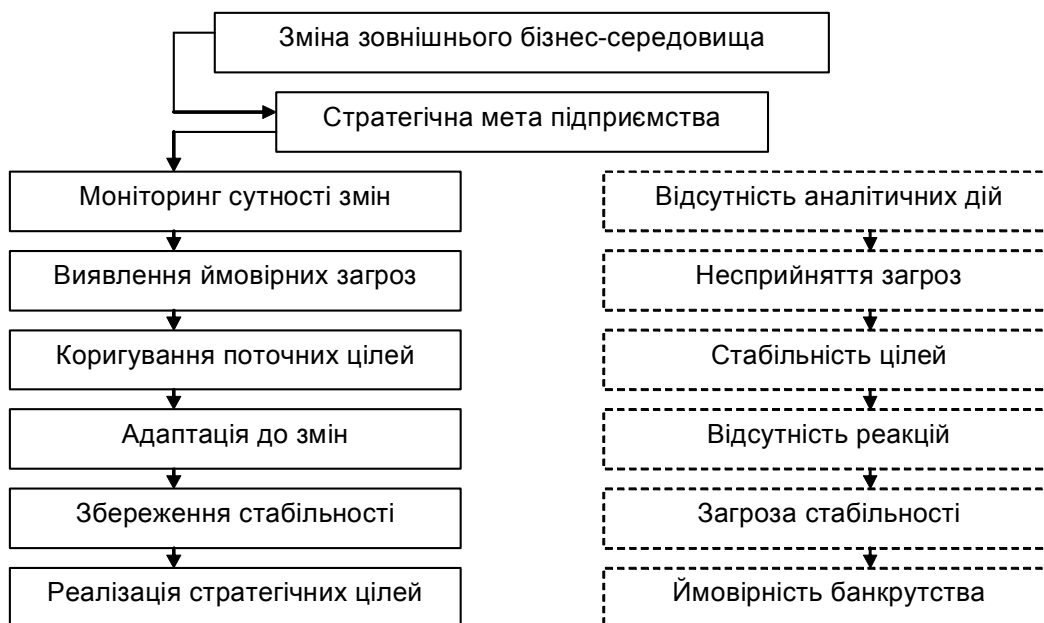 Зміна зовнішнього бізнес-середовища
Стратегічна мета підприємства
Моніторинг сутності змін
Відсутність аналітичних дій
Виявлення ймовірних загроз
Несприйняття загроз
Коригування поточних цілей
Стабільність цілей
Адаптація до змін
Відсутність реакцій
Збереження стабільності
Загроза стабільності
Реалізація стратегічних цілей
Ймовірність банкрутства